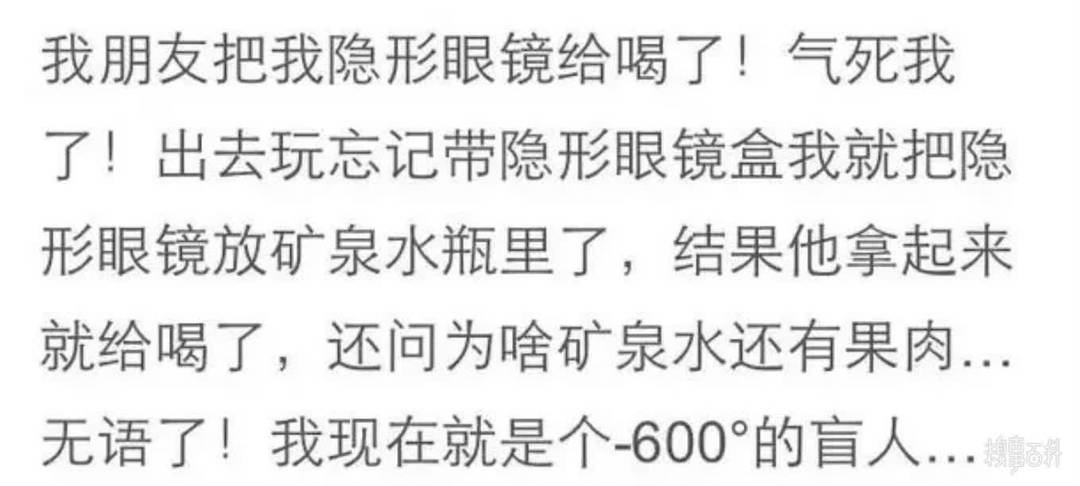 我朋友把我隐形眼镜给喝了！气死我
了！出去玩忘记带隐形眼镜盒我就把隐
形眼镜放矿泉水瓶里了，结果他拿起来
就给喝了，还问为啥矿泉水还有果肉...
无语了！我现在就是个-600°的盲人...